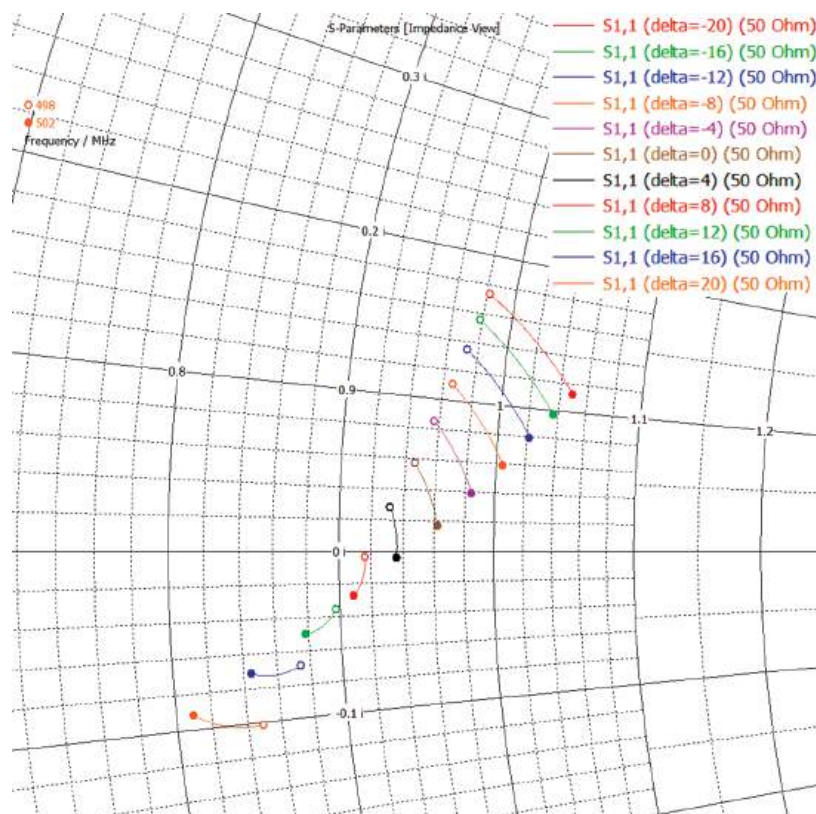 S-Parameters [Impedance View]
S1,1 (delta=-20) (50 Ohm)
S1,1 (delta=-16) (50 Ohm)
S1,1 (delta=-12) (50 Ohm)
S1,1 (delta=-8) (50 Ohm)
S1,1 (delta=-4) (50 Ohm)
S1,1 (delta=0) (50 Ohm)
S1,1 (delta=4) (50 Ohm)
S1,1 (delta=8) (50 Ohm)
S1,1 (delta=12) (50 Ohm)
S1,1 (delta=16) (50 Ohm)
S1,1 (delta=20) (50 Ohm)
498
502
Frequency / MHz
0.3 i
0.2 i
0.8
0.9
1
1.1
1.2
0 i
-0.1 i